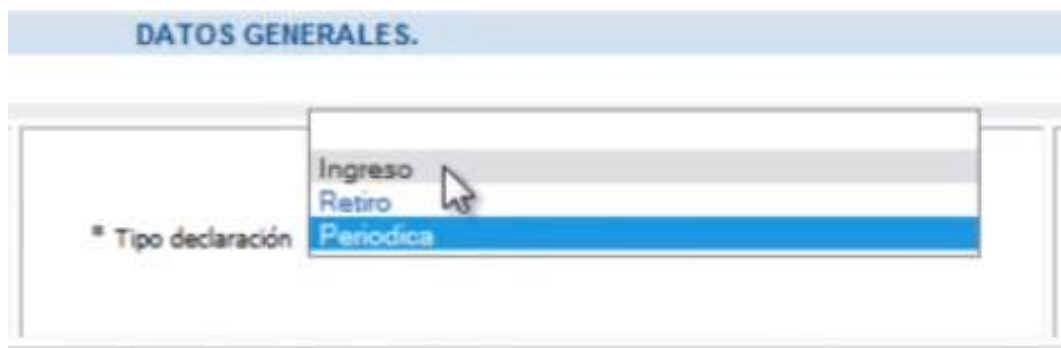 DATOS GENERALES.
Ingreso
Retiro
* Tipo declaración Periodica